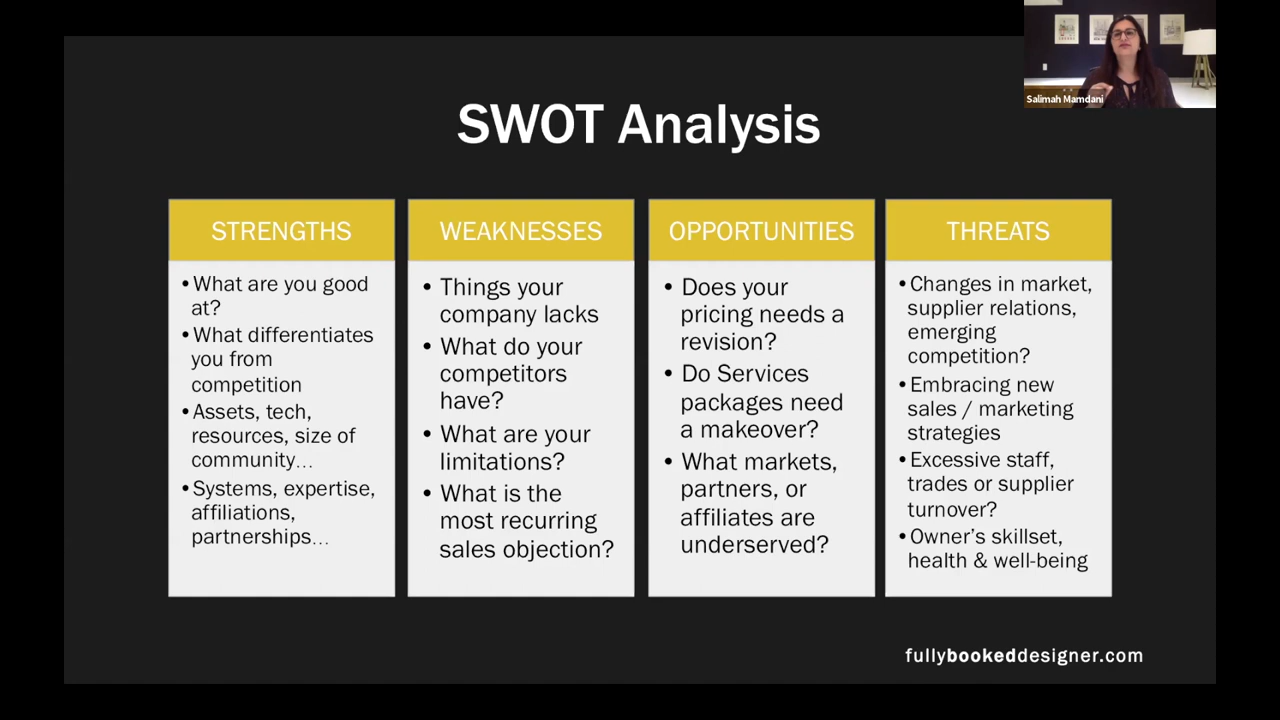 Salimah Mamdani
SWOT Analysis
STRENGTHS
•What are you good
at?
•What differentiates
you from
competition
•Assets, tech,
resources, size of
community...
•Systems, expertise,
affiliations,
partnerships...
WEAKNESSES
• Things your
company lacks
• What do your
competitors
have?
• What are your
limitations?
• What is the
most recurring
sales objection?
OPPORTUNITIES
• Does your
pricing needs a
revision?
• Do Services
packages need
a makeover?
• What markets,
partners, or
affiliates are
underserved?
THREATS
•Changes in market,
supplier relations,
emerging
competition?
•Embracing new
sales / marketing
strategies
•Excessive staff,
trades or supplier
turnover?
•Owner's skillset,
health & well-being
fullybookeddesigner.com